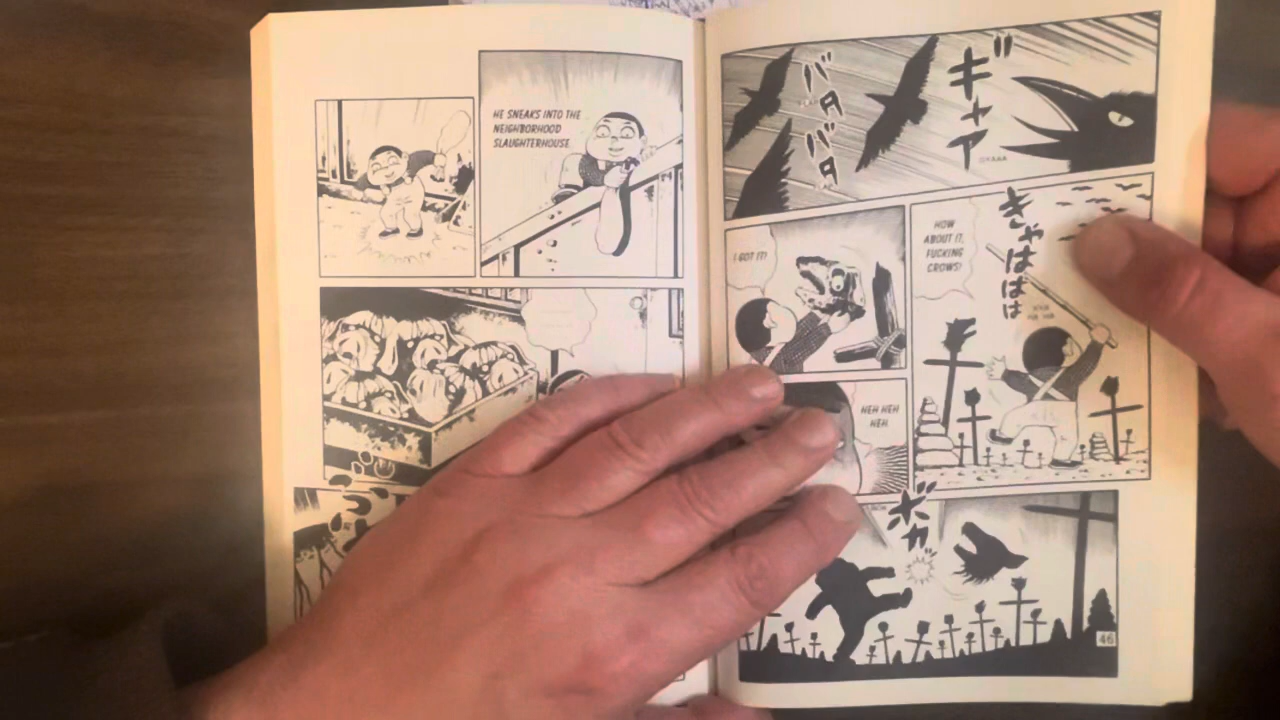 HE SNEAKS INTO THE
NEIGHBORHOOD
SLAUGHTERHOUSE.
バタバタ
ギャア
GYAAA
I GOT IT!
HOW
ABOUT IT,
FUCKING
CROWS!
きゃははは
HEH HEH
HEH.
ボカ
46